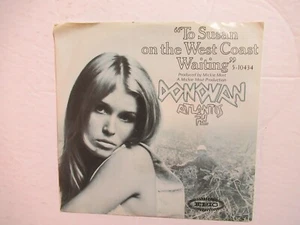 "To Susan
on the West Coast
Waiting"
5-10434
Produced by Mickie Most
A Mickie Most Production
DONOVAN
ATLANTIS
EPIC